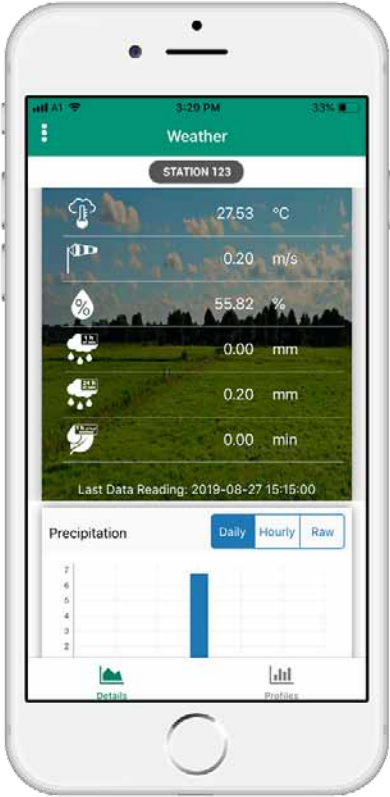 A1 3:29 PM 33%
Weather
STATION 123
27.53 °C
0.20 m/s
% 55.82 %
1 h 0.00 mm
24 h 0.20 mm
0.00 min
Last Data Reading: 2019-08-27 15:15:00
Precipitation Daily Hourly Raw
7
6
5
4
3
2
Details Profiles